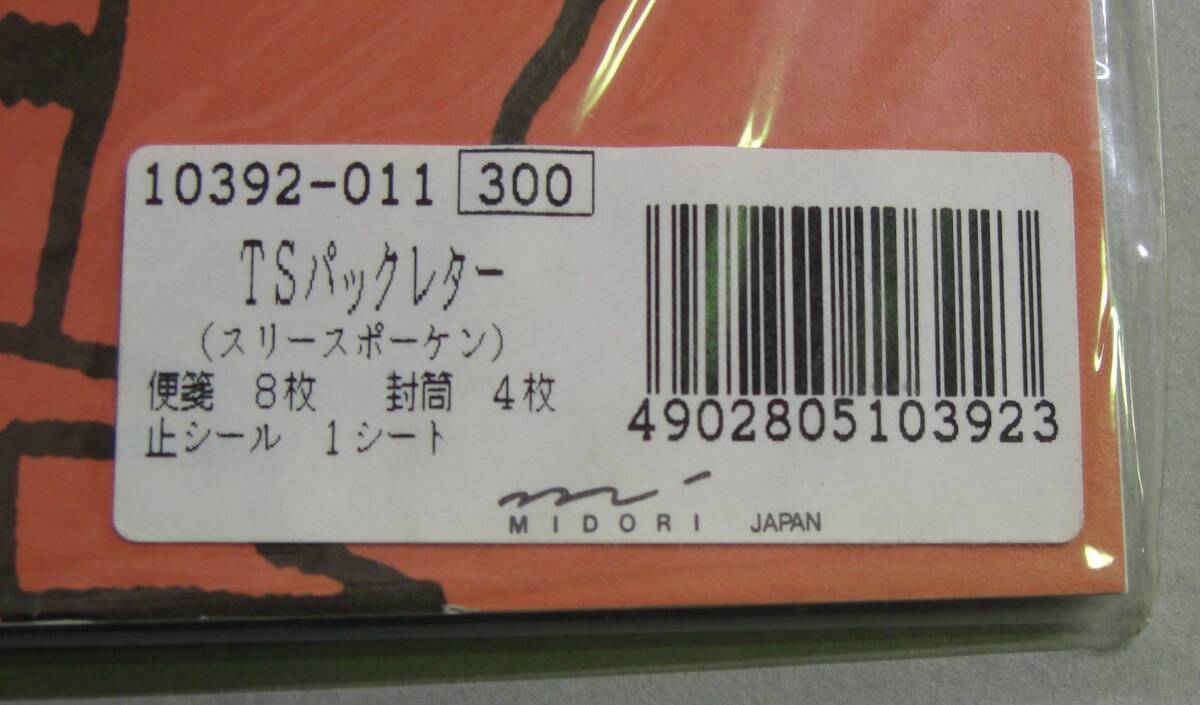 10392-011 300
TSパックレター
(スリースポーケン)
便箋 8枚 封筒 4枚
止シール 1シート
4902805103923
MIDORI JAPAN